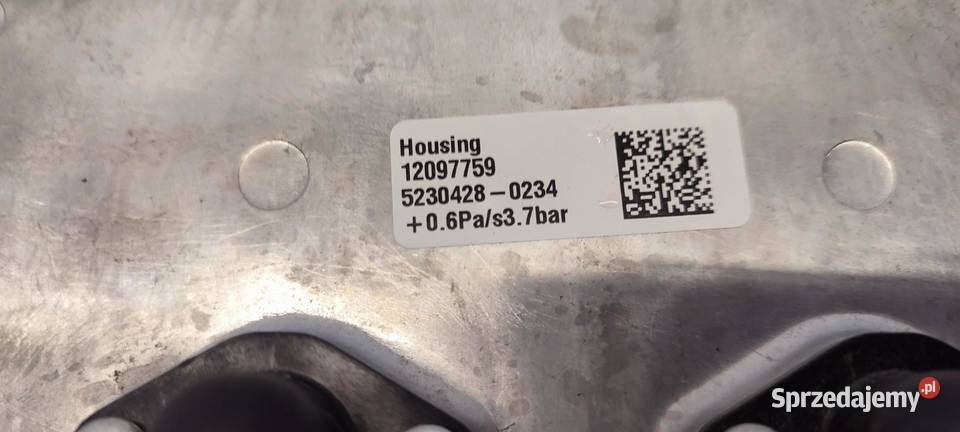 Housing
12097759
5230428-0234
+0.6Pa/s3.7bar
Sprzedajemy.pl